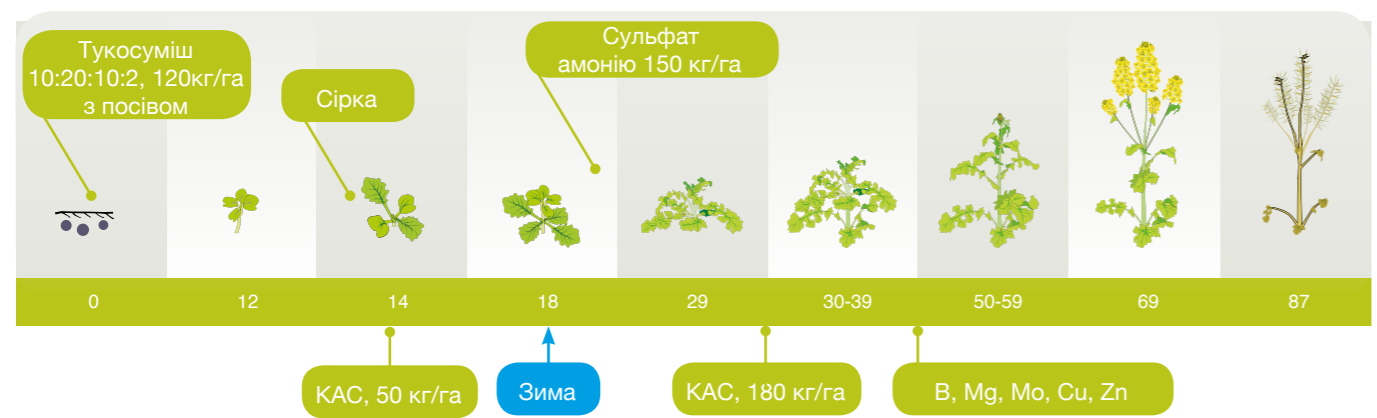 Тукосуміш
10:20:10:2, 120кг/га
з посівом
Сірка
Сульфат
амонію 150 кг/га
0 12 14 18 29 30-39 50-59 69 87
КАС, 50 кг/га
Зима
КАС, 180 кг/га
B, Mg, Mo, Cu, Zn